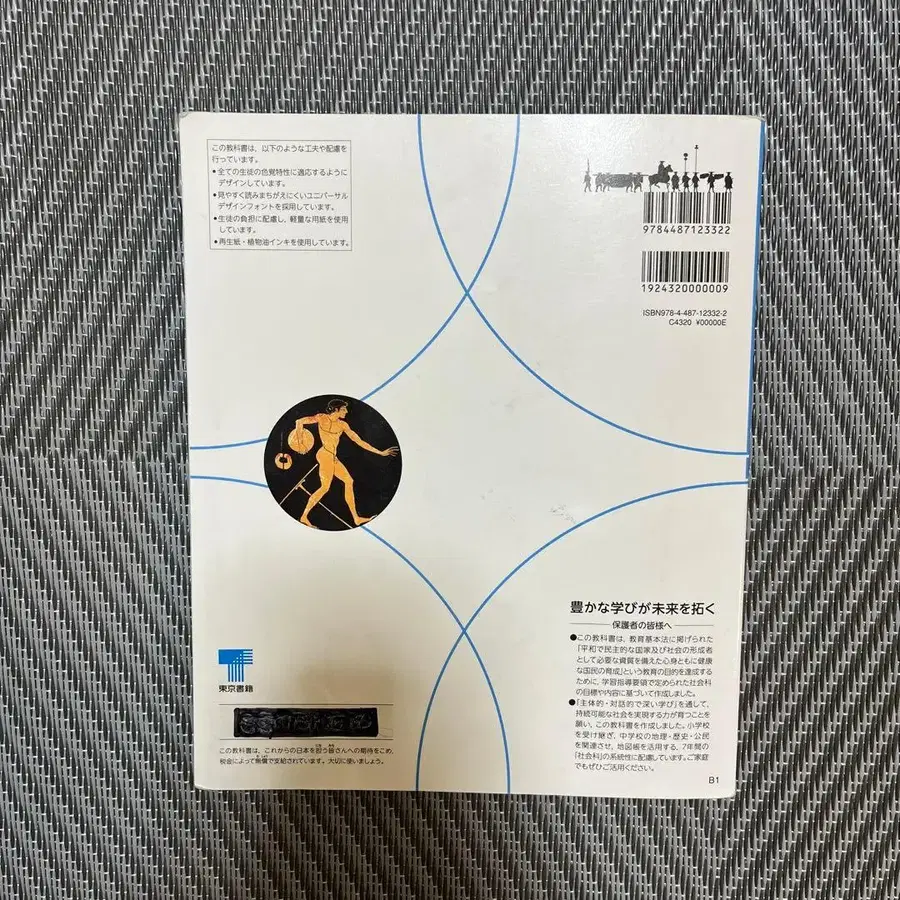 この教科書は、以下のような工夫や配慮を
行っています。
●全ての生徒の色覚特性に適応するように
デザインしています。
●見やすく読みまちがえにくいユニバーサル
デザインフォントを採用しています。
●生徒の負担に配慮し、軽量な用紙を使用
しています。
●再生紙・植物油インキを使用しています。
9784487123322
1924320000009
ISBN978-4-487-12332-2
C4320 ¥00000E
豊かな学びが未来を拓く
保護者の皆様へ
●この教科書は、教育基本法に掲げられた
「平和で民主的な国家及び社会の形成者
として必要な資質を備えた心身ともに健康
な国民の育成」という教育の目的を達成する
ために、学習指導要領で定められた社会科
の目標や内容に基づいて作成しました。
●「主体的・対話的で深い学び」を通して、
持続可能な社会を実現する力が育つことを
願い、この教科書を作成しました。小学校
を受け継ぎ、中学校の地理・歴史・公民
を関連させ、地図帳を活用する、7年間の
「社会科」の系統性に配慮しています。ご家庭
でもぜひご活用ください。
B1
東京書籍
この教科書は、これからの日本を担う皆さんへの期待をこめ、
税金によって無償で支給されています。大切に使いましょう。